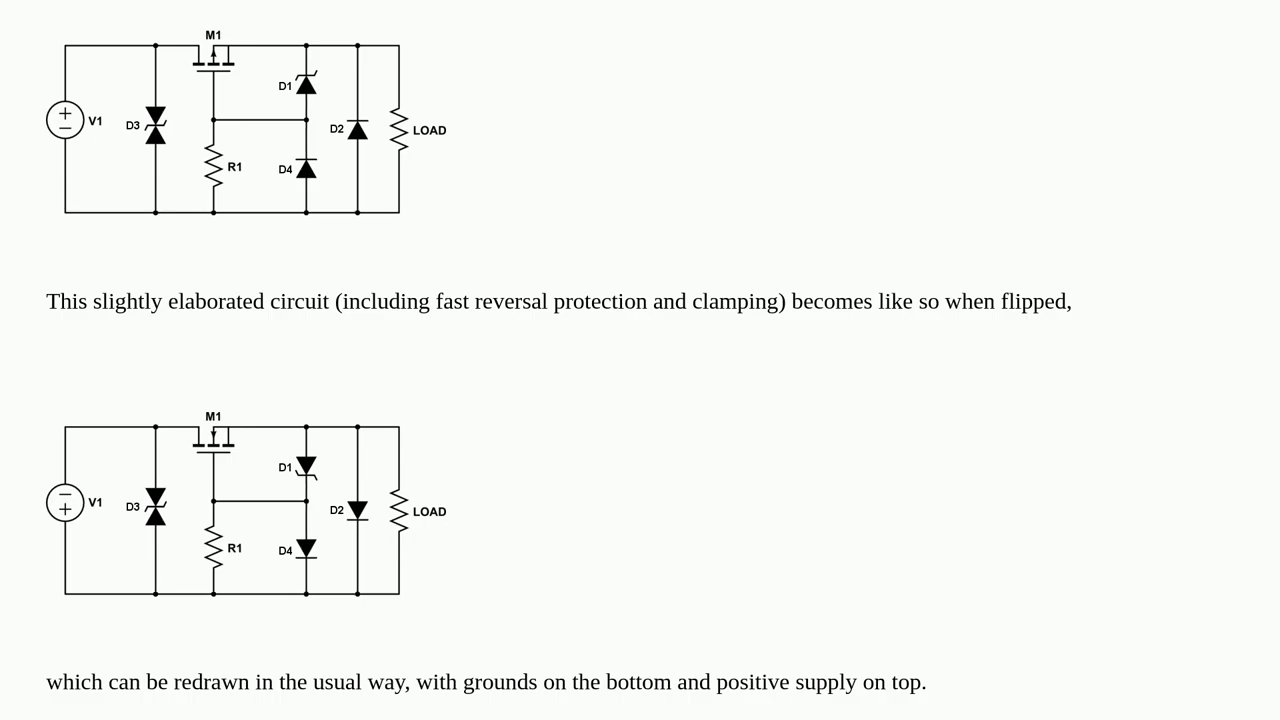 M1
V1
D3
D1
D2
LOAD
R1
D4
This slightly elaborated circuit (including fast reversal protection and clamping) becomes like so when flipped,
M1
V1
D3
D1
D2
LOAD
R1
D4
which can be redrawn in the usual way, with grounds on the bottom and positive supply on top.